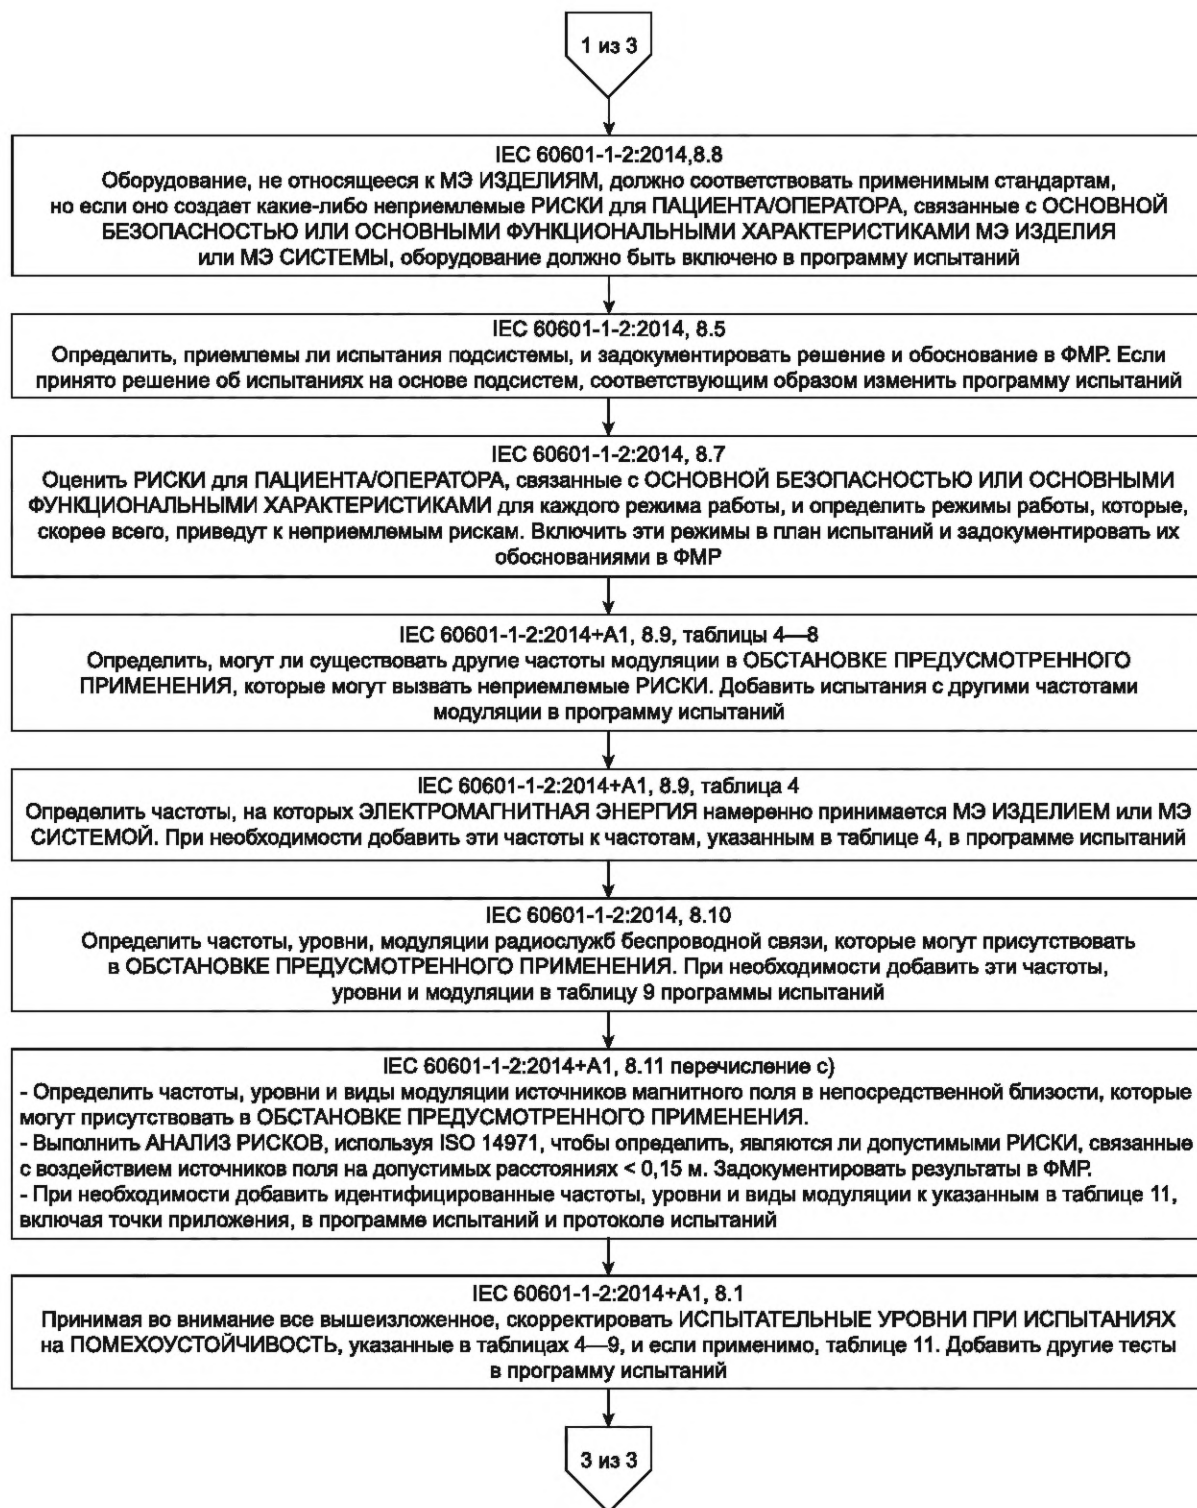 1 из 3
IEC 60601-1-2:2014,8.8
Оборудование, не относящееся к МЭ ИЗДЕЛИЯМ, должно соответствовать применимым стандартам,
но если оно создает какие-либо неприемлемые РИСКИ для ПАЦИЕНТА/ОПЕРАТОРА, связанные с ОСНОВНОЙ
БЕЗОПАСНОСТЬЮ ИЛИ ОСНОВНЫМИ ФУНКЦИОНАЛЬНЫМИ ХАРАКТЕРИСТИКАМИ МЭ ИЗДЕЛИЯ
или МЭ СИСТЕМЫ, оборудование должно быть включено в программу испытаний
IEC 60601-1-2:2014, 8.5
Определить, приемлемы ли испытания подсистемы, и задокументировать решение и обоснование в ФМР. Если
принято решение об испытаниях на основе подсистем, соответствующим образом изменить программу испытаний
IEC 60601-1-2:2014, 8.7
Оценить РИСКИ для ПАЦИЕНТА/ОПЕРАТОРА, связанные с ОСНОВНОЙ БЕЗОПАСНОСТЬЮ ИЛИ ОСНОВНЫМИ
ФУНКЦИОНАЛЬНЫМИ ХАРАКТЕРИСТИКАМИ для каждого режима работы, и определить режимы работы, которые,
скорее всего, приведут к неприемлемым рискам. Включить эти режимы в план испытаний и задокументировать их
обоснованиями в ФМР
IEC 60601-1-2:2014+A1, 8.9, таблицы 4—8
Определить, могут ли существовать другие частоты модуляции в ОБСТАНОВКЕ ПРЕДУСМОТРЕННОГО
ПРИМЕНЕНИЯ, которые могут вызвать неприемлемые РИСКИ. Добавить испытания с другими частотами
модуляции в программу испытаний
IEC 60601-1-2:2014+A1, 8.9, таблица 4
Определить частоты, на которых ЭЛЕКТРОМАГНИТНАЯ ЭНЕРГИЯ намеренно принимается МЭ ИЗДЕЛИЕМ или МЭ
СИСТЕМОЙ. При необходимости добавить эти частоты к частотам, указанным в таблице 4, в программе испытаний
IEC 60601-1-2:2014, 8.10
Определить частоты, уровни, модуляции радиослужб беспроводной связи, которые могут присутствовать
в ОБСТАНОВКЕ ПРЕДУСМОТРЕННОГО ПРИМЕНЕНИЯ. При необходимости добавить эти частоты,
уровни и модуляции в таблицу 9 программы испытаний
IEC 60601-1-2:2014+A1, 8.11 перечисление с)
- Определить частоты, уровни и виды модуляции источников магнитного поля в непосредственной близости, которые
могут присутствовать в ОБСТАНОВКЕ ПРЕДУСМОТРЕННОГО ПРИМЕНЕНИЯ.
- Выполнить АНАЛИЗ РИСКОВ, используя ISO 14971, чтобы определить, являются ли допустимыми РИСКИ, связанные
с воздействием источников поля на допустимых расстояниях < 0,15 м. Задокументировать результаты в ФМР.
- При необходимости добавить идентифицированные частоты, уровни и виды модуляции к указанным в таблице 11,
включая точки приложения, в программе испытаний и протоколе испытаний
IEC 60601-1-2:2014+A1, 8.1
Принимая во внимание все вышеизложенное, скорректировать ИСПЫТАТЕЛЬНЫЕ УРОВНИ ПРИ ИСПЫТАНИЯХ
на ПОМЕХОУСТОЙЧИВОСТЬ, указанные в таблицах 4—9, и если применимо, таблице 11. Добавить другие тесты
в программу испытаний
3 из 3